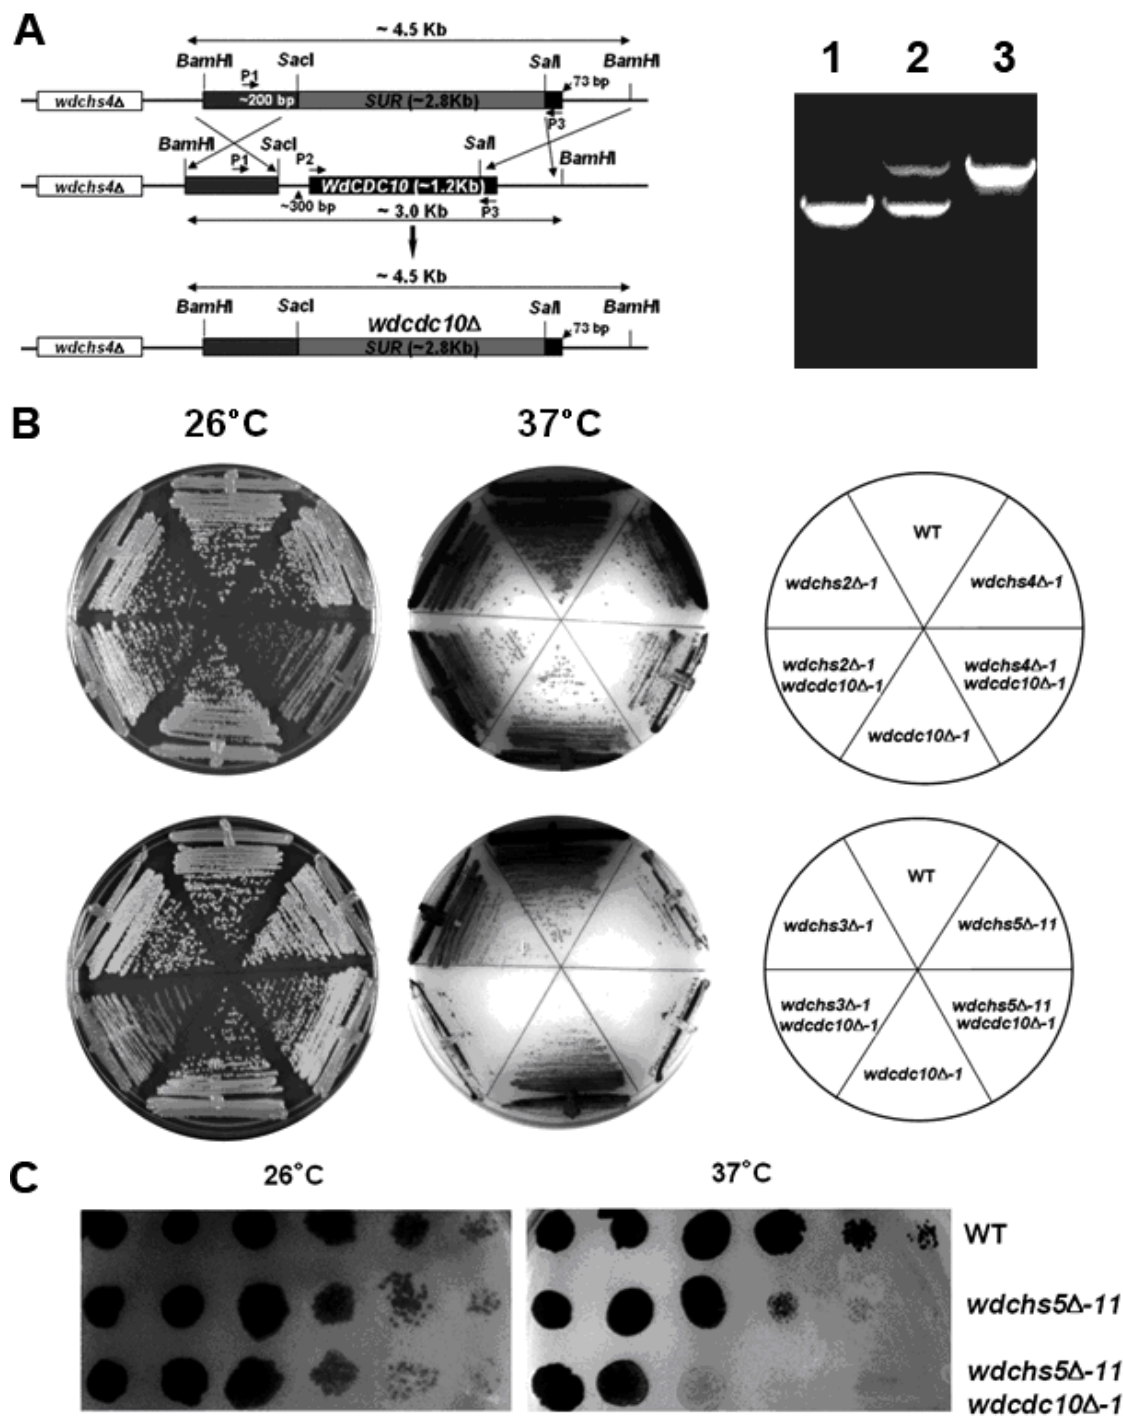 A
~ 4.5 Kb
BamHI SacI SalI BamHI
P1 73 bp
wdchs4Δ ~200 bp SUR (~2.8Kb)
P3
BamHI SacI SalI BamHI
P1 P2
wdchs4Δ WdCDC10 (~1.2Kb)
~300 bp P3
~ 3.0 Kb
~ 4.5 Kb
BamHI SacI SalI BamHI
wdcdc10Δ 73 bp
wdchs4Δ SUR (~2.8Kb)
1 2 3
B
26°C 37°C
WT
wdchs2Δ-1 wdchs4Δ-1
wdchs2Δ-1 wdchs4Δ-1
wdcdc10Δ-1 wdcdc10Δ-1
wdcdc10Δ-1
WT
wdchs3Δ-1 wdchs5Δ-11
wdchs3Δ-1 wdchs5Δ-11
wdcdc10Δ-1 wdcdc10Δ-1
wdcdc10Δ-1
C
26°C 37°C
WT
wdchs5Δ-11
wdchs5Δ-11
wdcdc10Δ-1